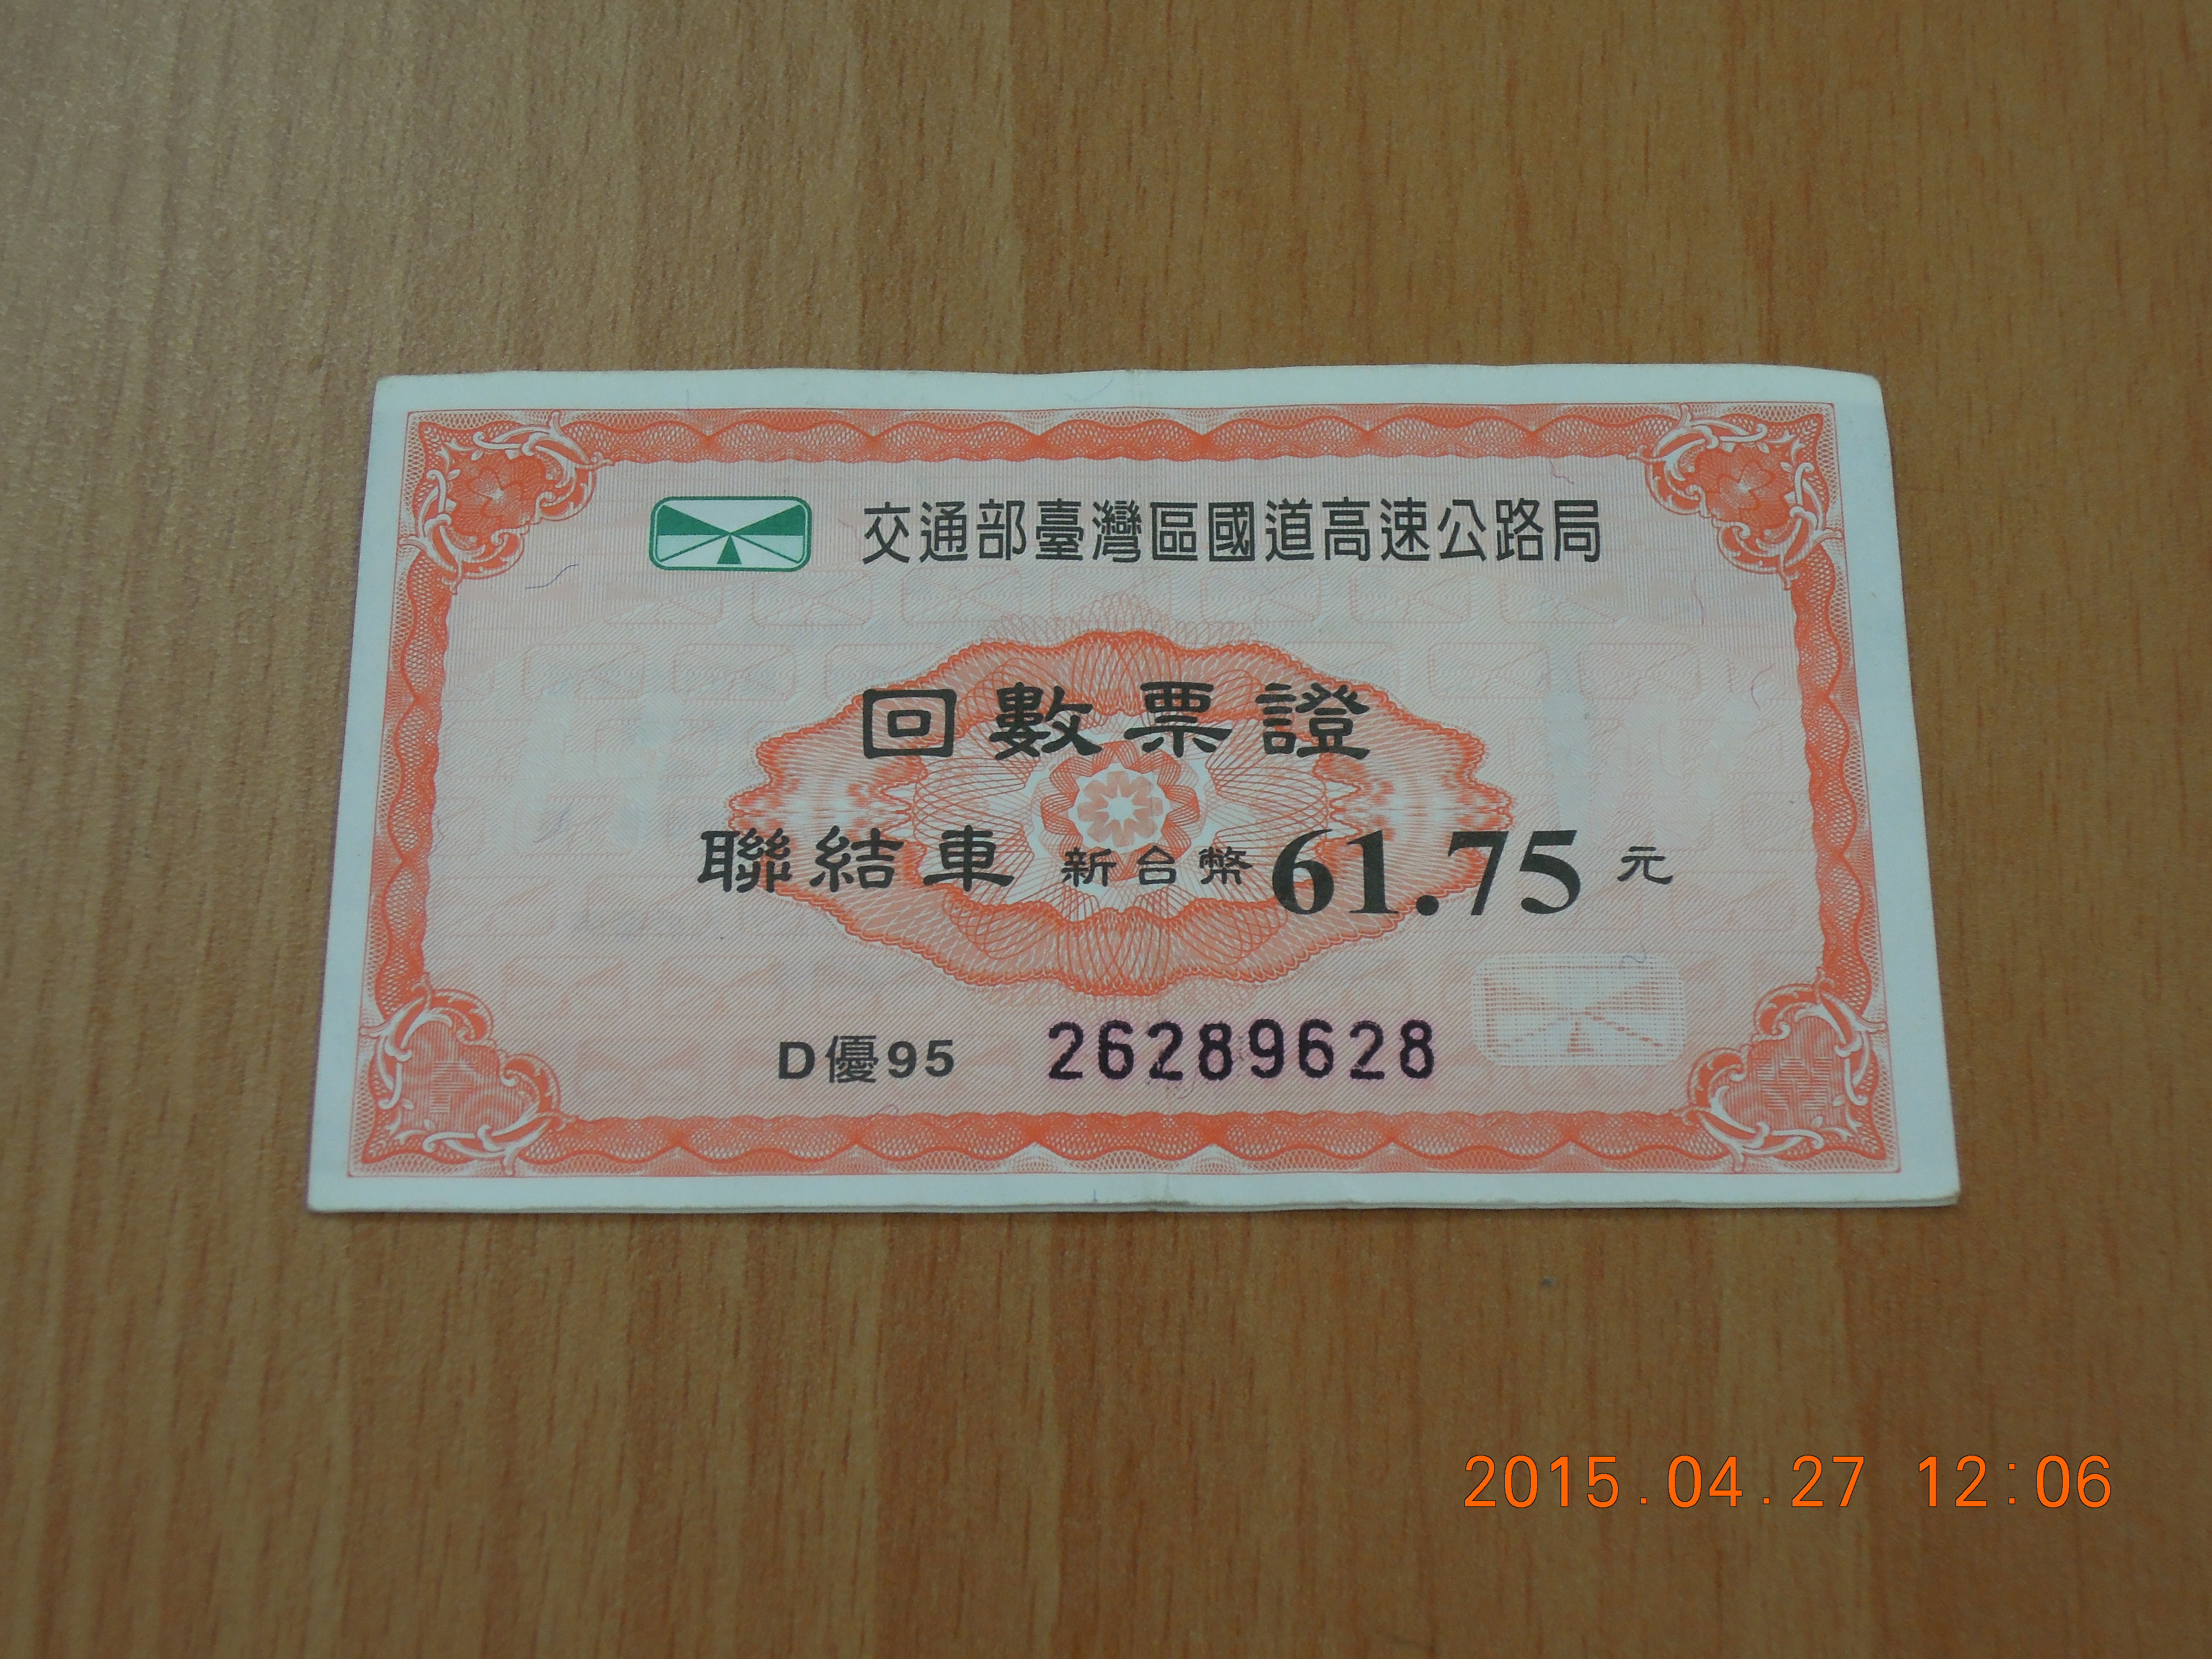 交通部臺灣區國道高速公路局
回數票證
聯結車 新台幣 61.75 元
D優95 26289628
2015.04.27 12:06